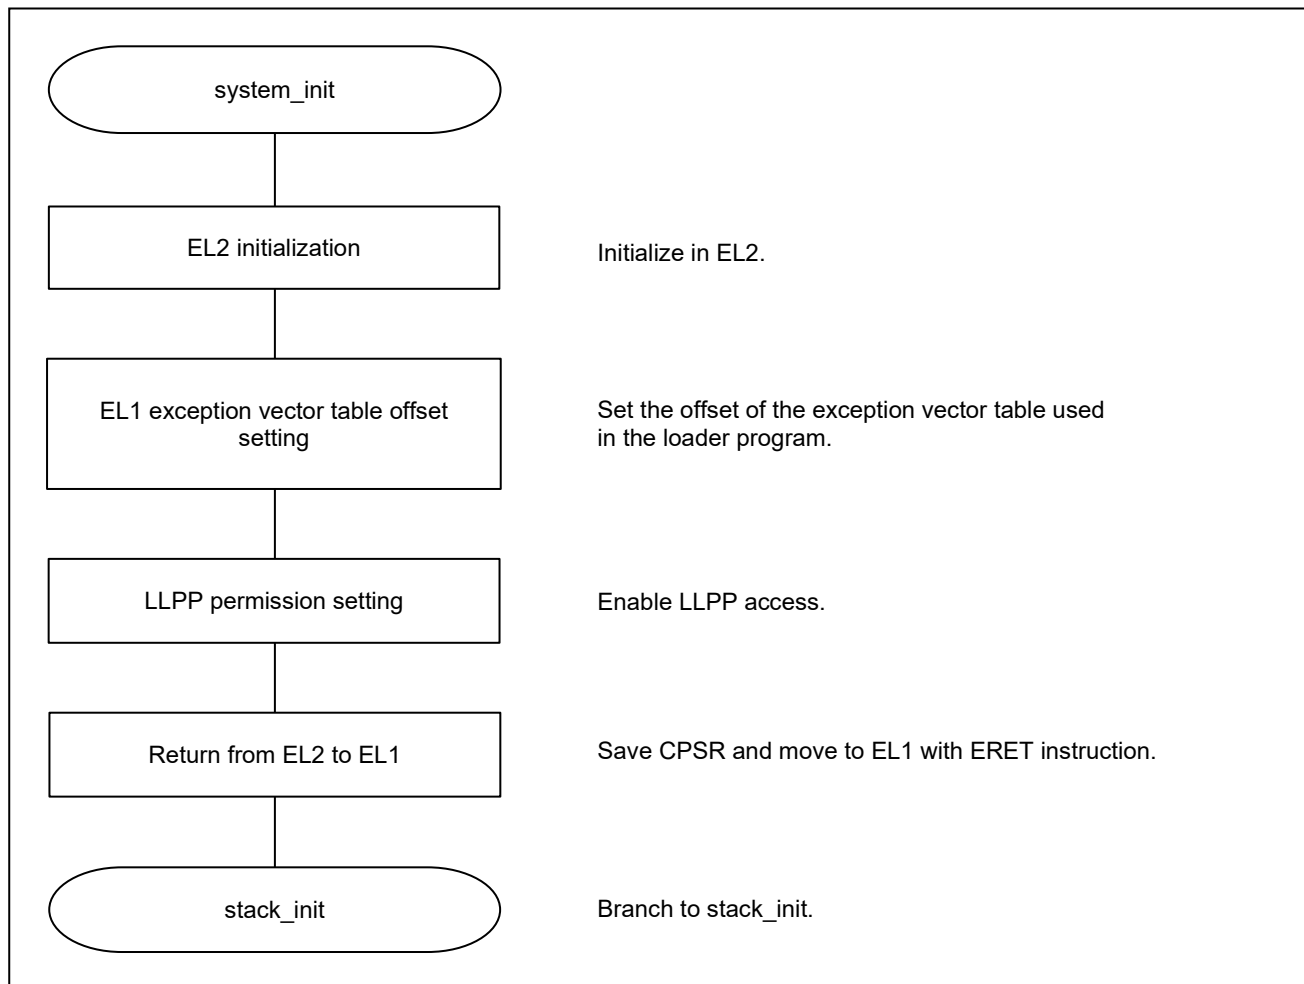 system_init
EL2 initialization
Initialize in EL2.
EL1 exception vector table offset
setting
Set the offset of the exception vector table used
in the loader program.
LLPP permission setting
Enable LLPP access.
Return from EL2 to EL1
Save CPSR and move to EL1 with ERET instruction.
stack_init
Branch to stack_init.